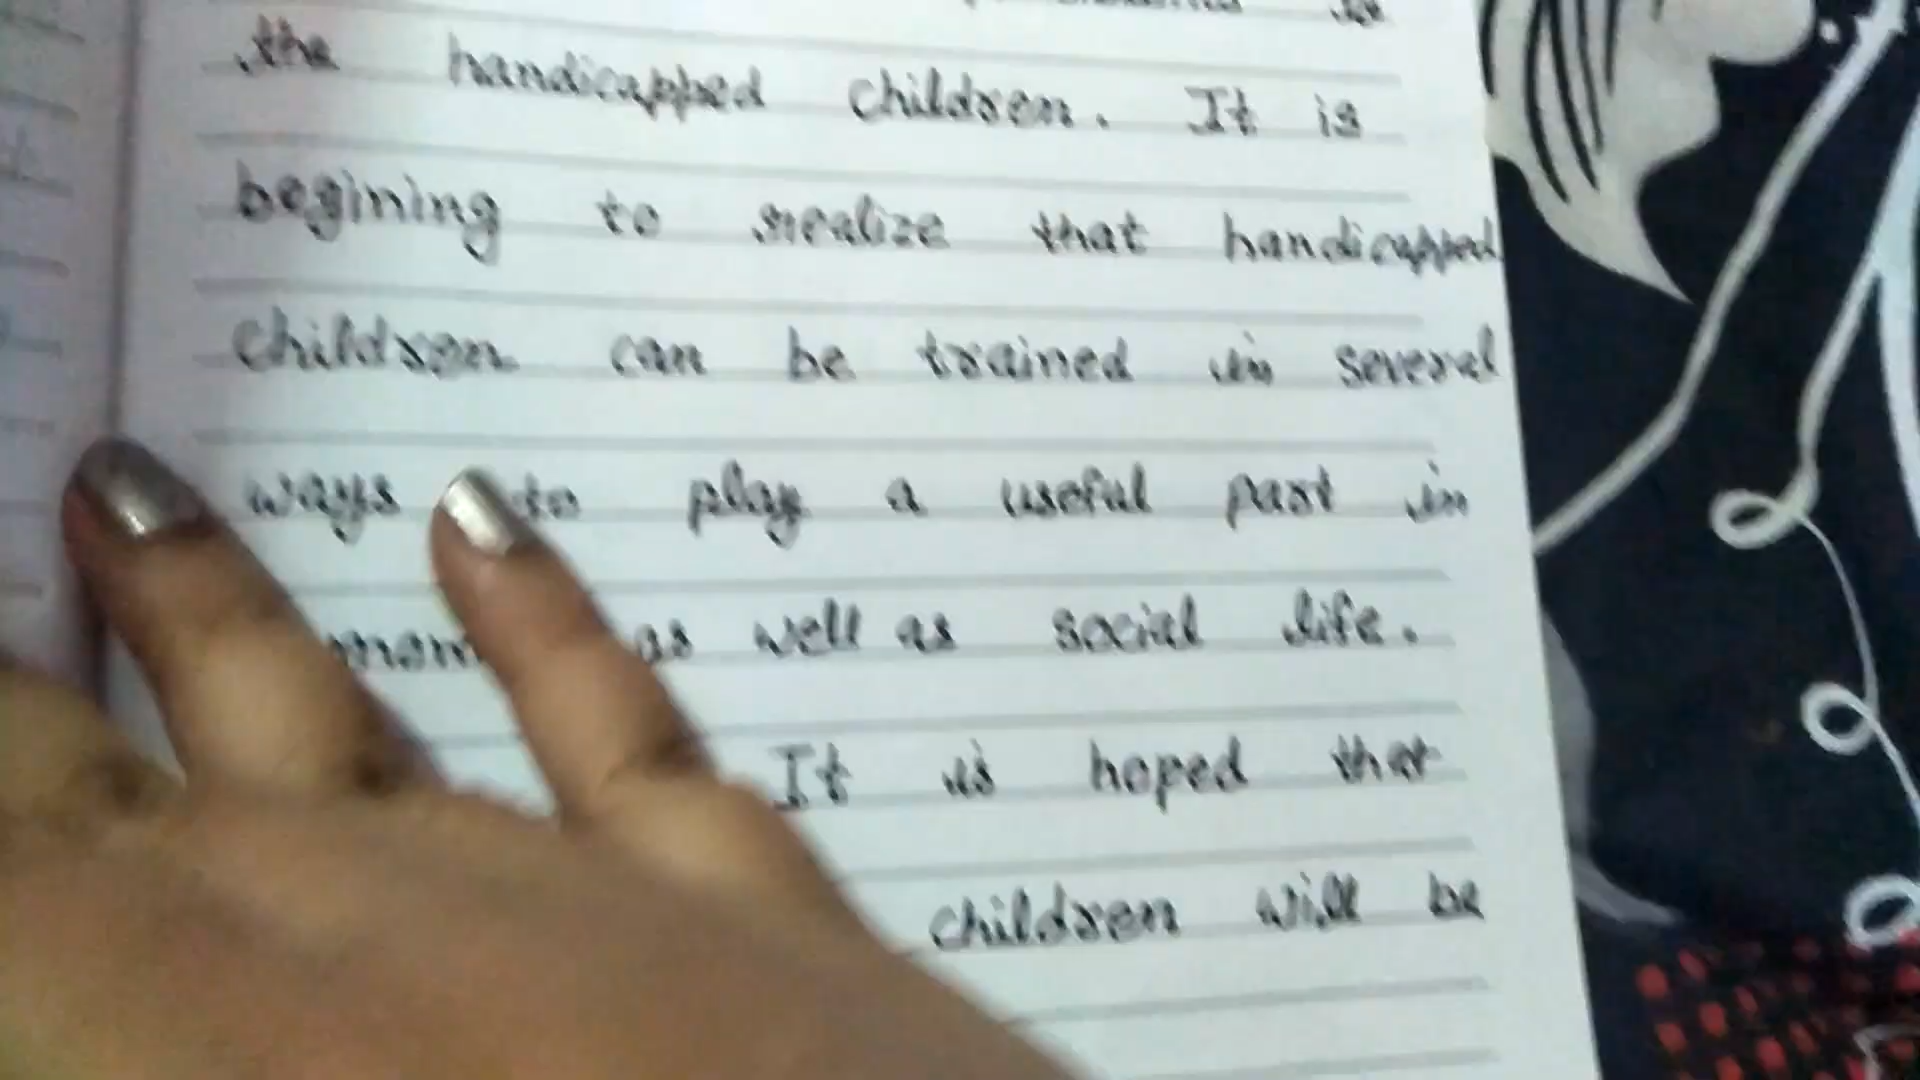 the handicapped children. It is
begining to realize that handicapped
children can be trained in several
ways to play a useful part in
as well as social life.
It is hoped that
children will be